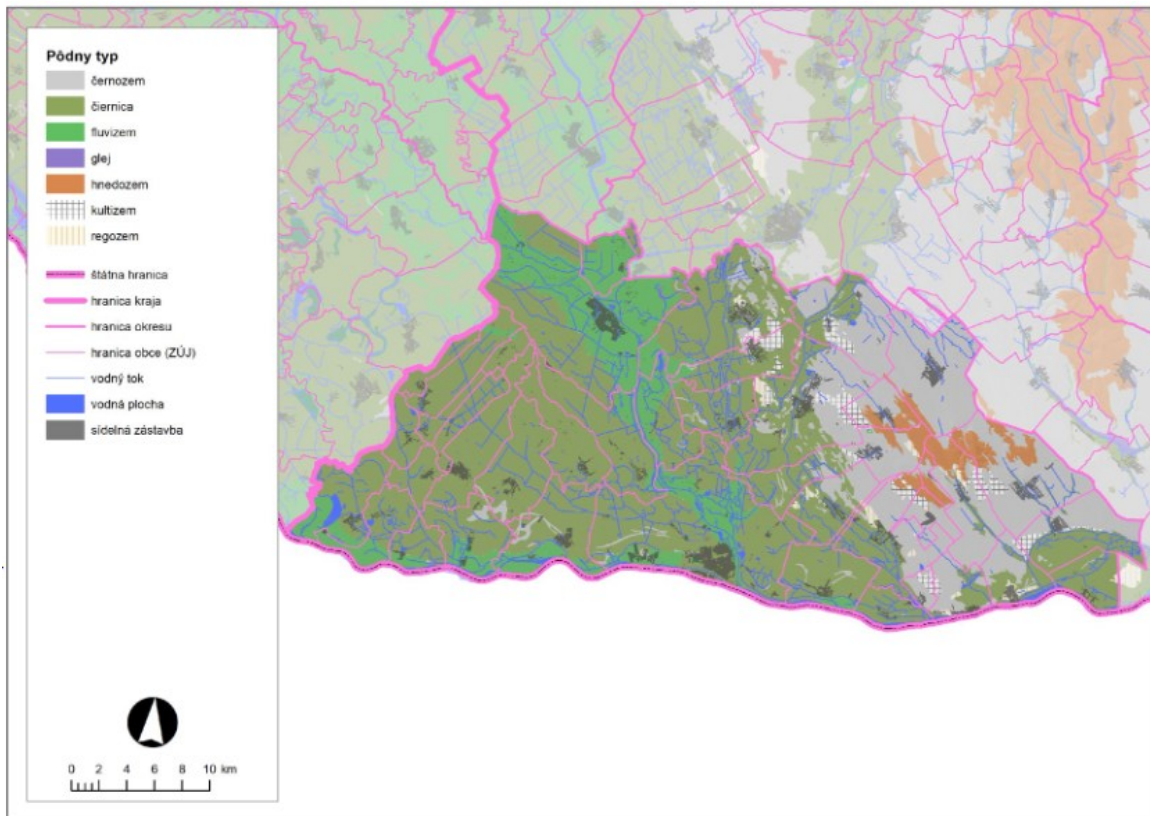 Pôdny typ
černozem
čiernica
fluvizem
glej
hnedozem
kultizem
regozem
štátna hranica
hranica kraja
hranica okresu
hranica obce (ZÚJ)
vodný tok
vodná plocha
sídelná zástavba
0 2 4 6 8 10 km